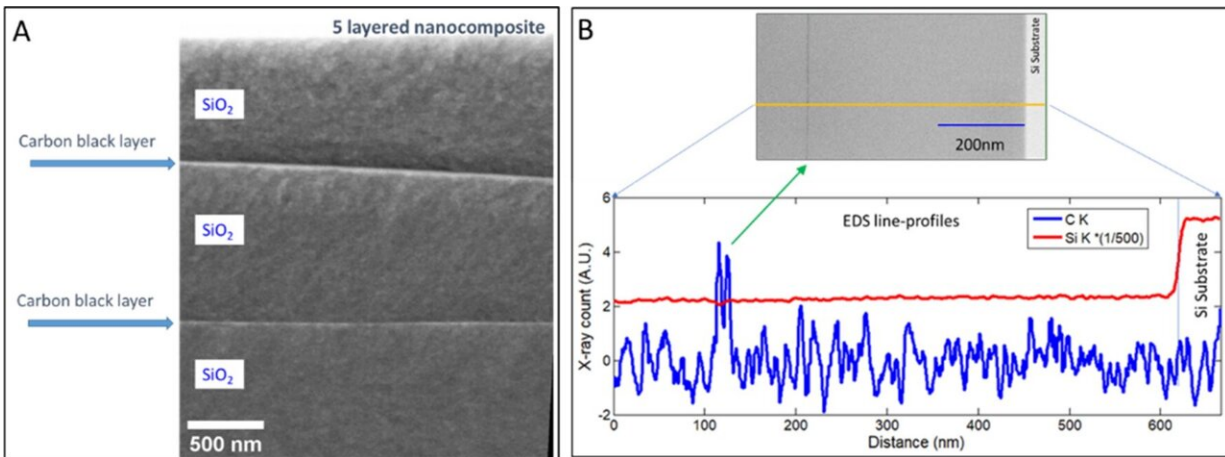 A
5 layered nanocomposite
SiO₂
Carbon black layer
SiO₂
Carbon black layer
SiO₂
500 nm
B
Si Substrate
200nm
EDS line-profiles
C K
Si K *(1/500)
Si Substrate
X-ray count (A.U.)
6
4
2
0
-2
0
100
200
300
400
500
600
Distance (nm)